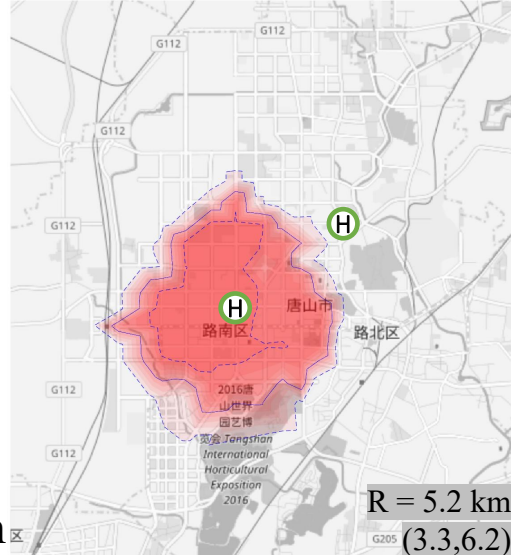 G112
G112
G112
G112
H
H
唐山市
路南区
路北区
G112
2016唐
山世界
园艺博
览会 Tangshan
International
Horticultural
Exposition
2016
G112
R = 5.2 km
(3.3,6.2)
n
区
G205